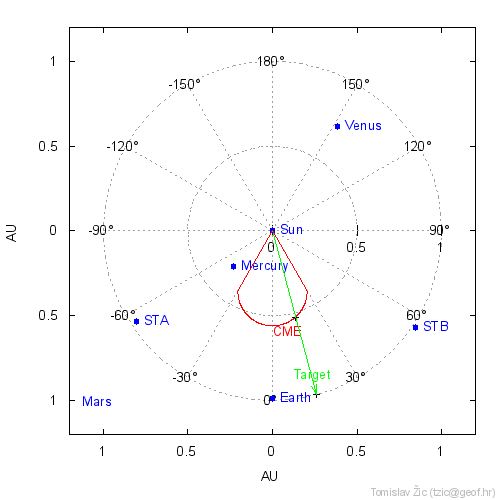 1
180°
-150°
150°
Venus
0.5
-120°
120°
AU
0
-90°
Sun
90°
0
0.5
1
Mercury
0.5
-60°
STA
60°
STB
CME
Target
-30°
30°
1
Mars
0°
Earth
1
0.5
0
0.5
1
AU
Tomislav Žic (tzic@geof.hr)